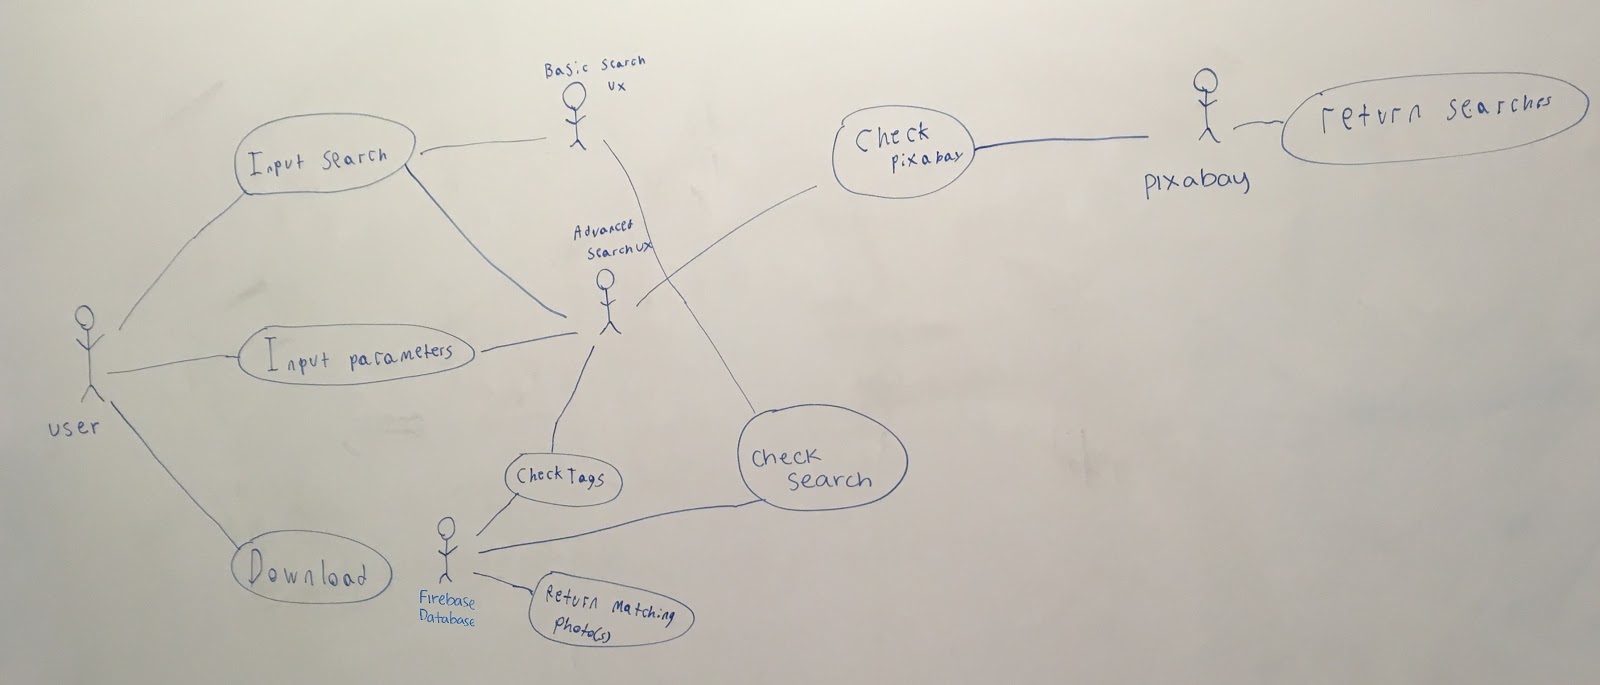 Basic search
UX
Input search
Check
pixabay
return searches
pixabay
Advanced
Search UX
Input parameters
user
Check Tags
Check
Search
Download
Firebase
Database
Return Matching
photo(s)